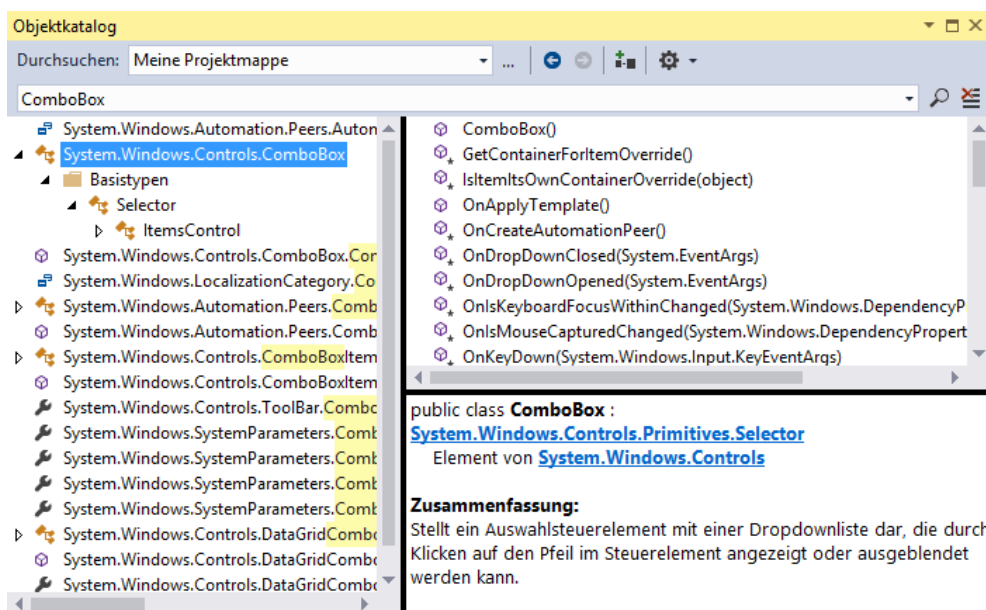 Objektkatalog
Durchsuchen: Meine Projektmappe ...
ComboBox
System.Windows.Automation.Peers.Autom
System.Windows.Controls.ComboBox
Basistypen
Selector
ItemsControl
System.Windows.Controls.ComboBox.Con
System.Windows.LocalizationCategory.Co
System.Windows.Automation.Peers.Comb
System.Windows.Automation.Peers.Comb
System.Windows.Controls.ComboBoxItem
System.Windows.Controls.ComboBoxItem
System.Windows.Controls.ToolBar.Combo
System.Windows.SystemParameters.Comb
System.Windows.SystemParameters.Comb
System.Windows.SystemParameters.Comb
System.Windows.SystemParameters.Comb
System.Windows.Controls.DataGridCombo
System.Windows.Controls.DataGridCombo
System.Windows.Controls.DataGridCombo
ComboBox()
GetContainerForItemOverride()
IsItemItsOwnContainerOverride(object)
OnApplyTemplate()
OnCreateAutomationPeer()
OnDropDownClosed(System.EventArgs)
OnDropDownOpened(System.EventArgs)
OnIsKeyboardFocusWithinChanged(System.Windows.DependencyP
OnIsMouseCapturedChanged(System.Windows.DependencyPropert
OnKeyDown(System.Windows.Input.KeyEventArgs)
public class ComboBox :
System.Windows.Controls.Primitives.Selector
Element von System.Windows.Controls
Zusammenfassung:
Stellt ein Auswahlsteuerelement mit einer Dropdownliste dar, die durch
Klicken auf den Pfeil im Steuerelement angezeigt oder ausgeblendet
werden kann.